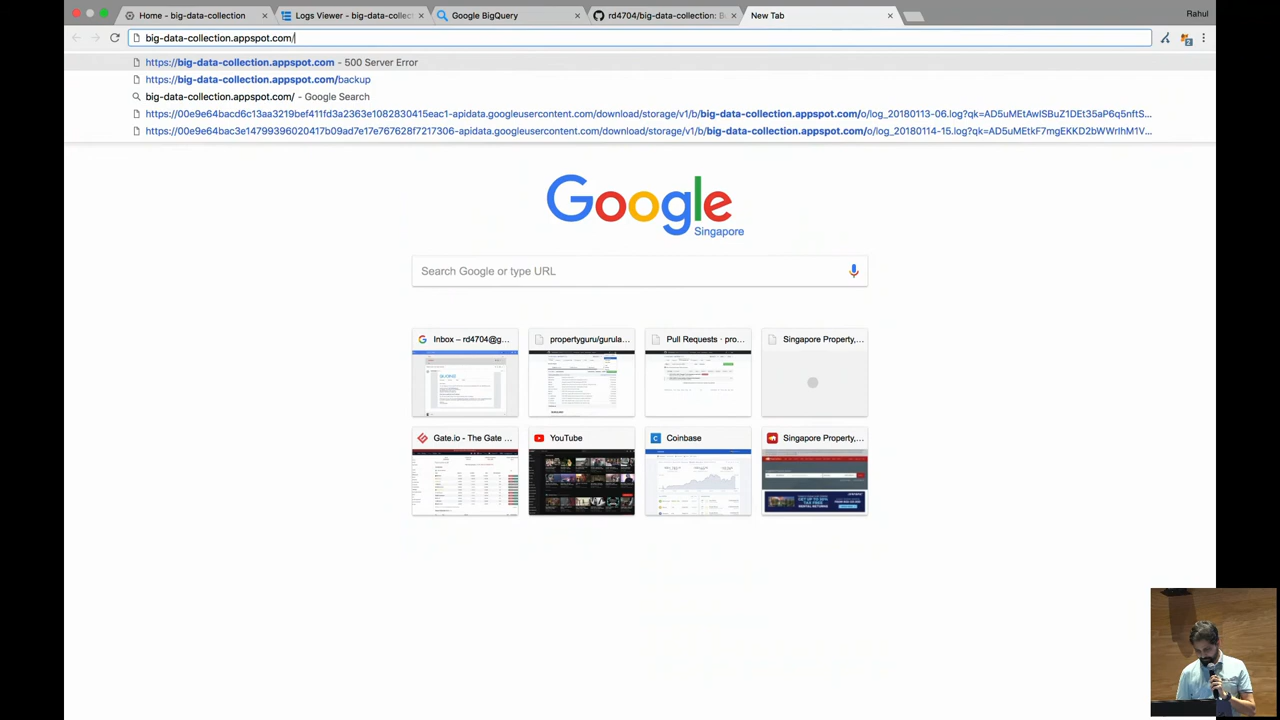 Home - big-data-collection
Logs Viewer - big-data-collec
Google BigQuery
rd4704/big-data-collection: B
New Tab
Rahul
big-data-collection.appspot.com/
https://big-data-collection.appspot.com - 500 Server Error
https://big-data-collection.appspot.com/backup
big-data-collection.appspot.com/ - Google Search
https://00e9e64bacd6c13aa3219bef411fd3a2363e1082830415eac1-apidata.googleusercontent.com/download/storage/v1/b/big-data-collection.appspot.com/o/log_20180113-06.log?qk=AD5uMEtAwISBuZ1DEt35aP6q5nftS...
https://00e9e64bac3e14799396020417b09ad7e17e767628f7217306-apidata.googleusercontent.com/download/storage/v1/b/big-data-collection.appspot.com/o/log_20180114-15.log?qk=AD5uMEtkF7mgEKKD2bWWrlhM1V...
Google
Singapore
Search Google or type URL
Inbox – rd4704@g...
propertyguru/gurula...
Pull Requests · pro...
Singapore Property,...
Gate.io - The Gate ...
YouTube
Coinbase
Singapore Property,...